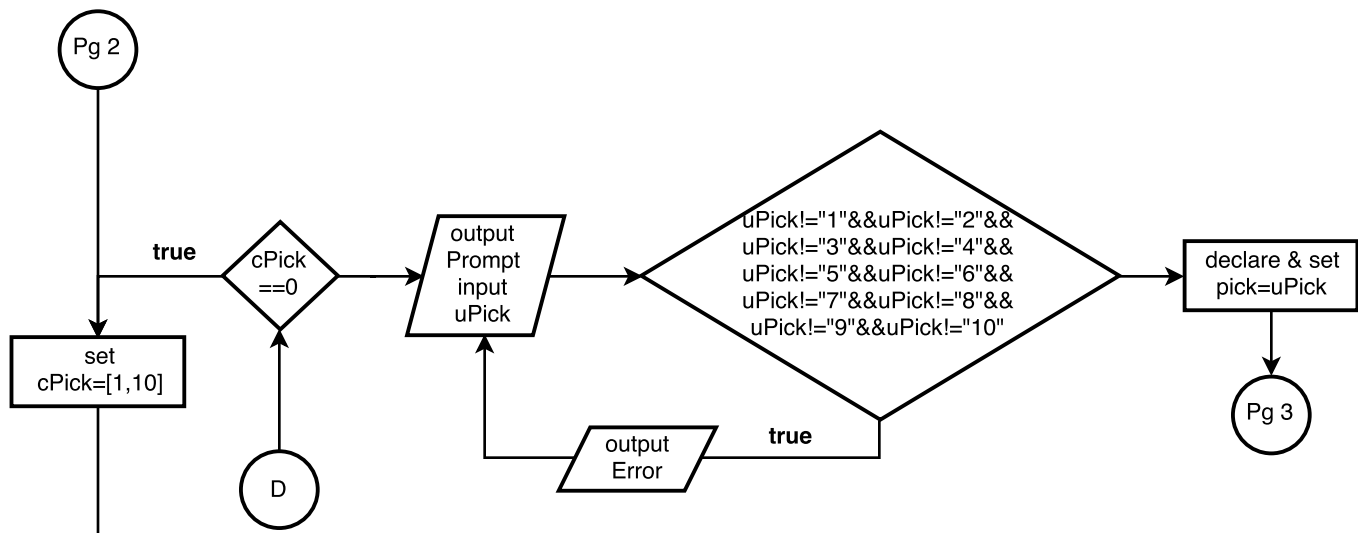 Pg 2
true
cPick
==0
set
cPick=[1,10]
D
output
Prompt
input
uPick
uPick!="1"&&uPick!="2"&&
uPick!="3"&&uPick!="4"&&
uPick!="5"&&uPick!="6"&&
uPick!="7"&&uPick!="8"&&
uPick!="9"&&uPick!="10"
true
output
Error
declare & set
pick=uPick
Pg 3